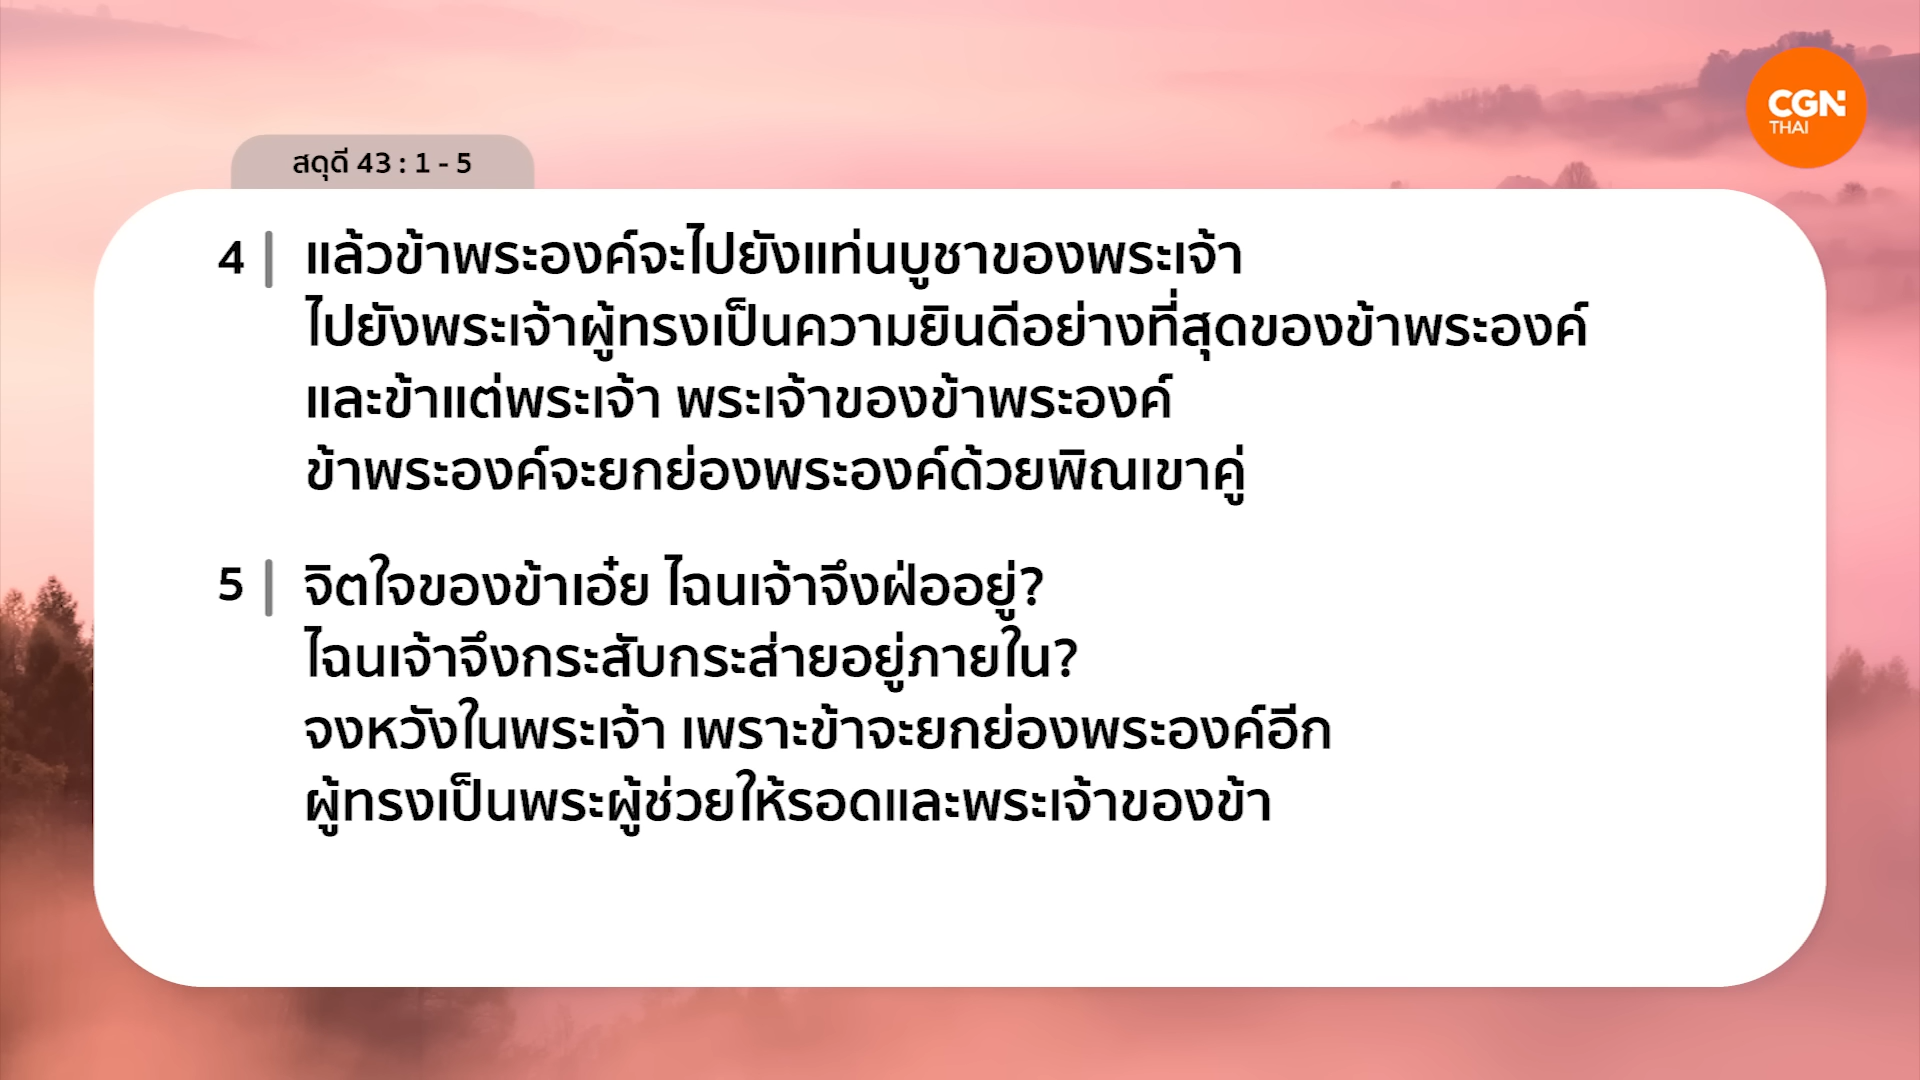 CGN
THAI
สดุดี 43 : 1 - 5
4 แล้วข้าพระองค์จะไปยังแท่นบูชาของพระเจ้า
ไปยังพระเจ้าผู้ทรงเป็นความยินดีอย่างที่สุดของข้าพระองค์
และข้าแต่พระเจ้า พระเจ้าของข้าพระองค์
ข้าพระองค์จะยกย่องพระองค์ด้วยพิณเขาคู่
5 จิตใจของข้าเอ๋ย ไฉนเจ้าจึงฝ่ออยู่?
ไฉนเจ้าจึงกระสับกระส่ายอยู่ภายใน?
จงหวังในพระเจ้า เพราะข้าจะยกย่องพระองค์อีก
ผู้ทรงเป็นพระผู้ช่วยให้รอดและพระเจ้าของข้า